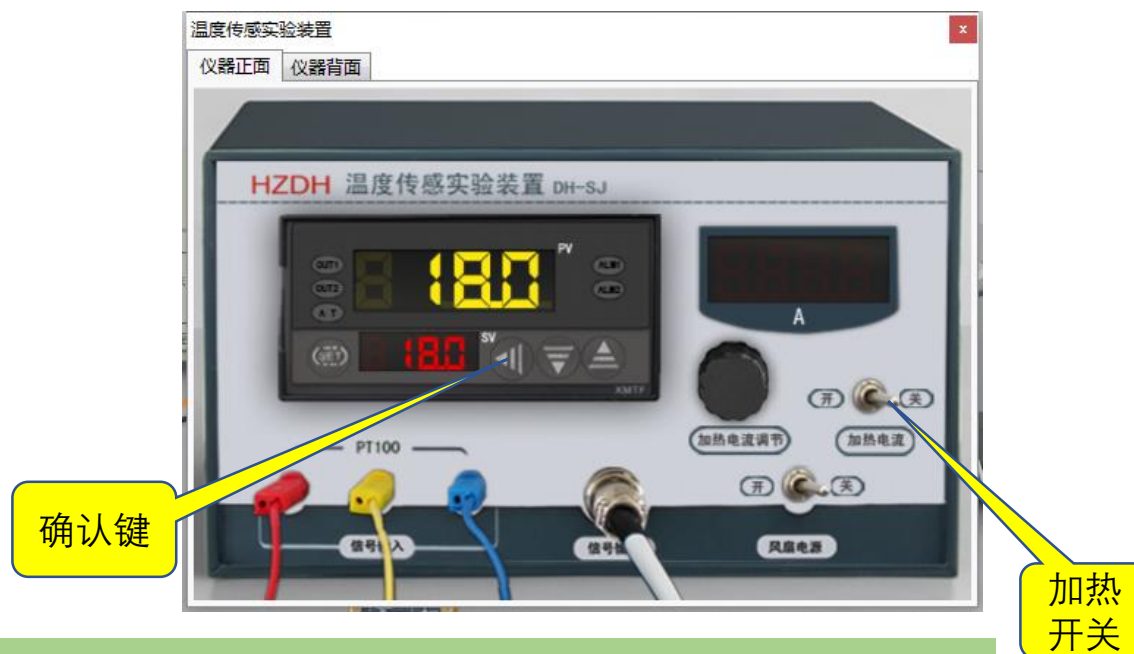 温度传感实验装置
x
仪器正面 仪器背面
HZDH 温度传感实验装置 DH-SJ
PV
18.0
OUT1
OUT2
A T
ALM1
ALM2
A
SET
18.0
SV
XMTF
开 关
加热电流调节 加热电流
PT100
开 关
信号输入
信号
风扇电源
确认键
加热
开关